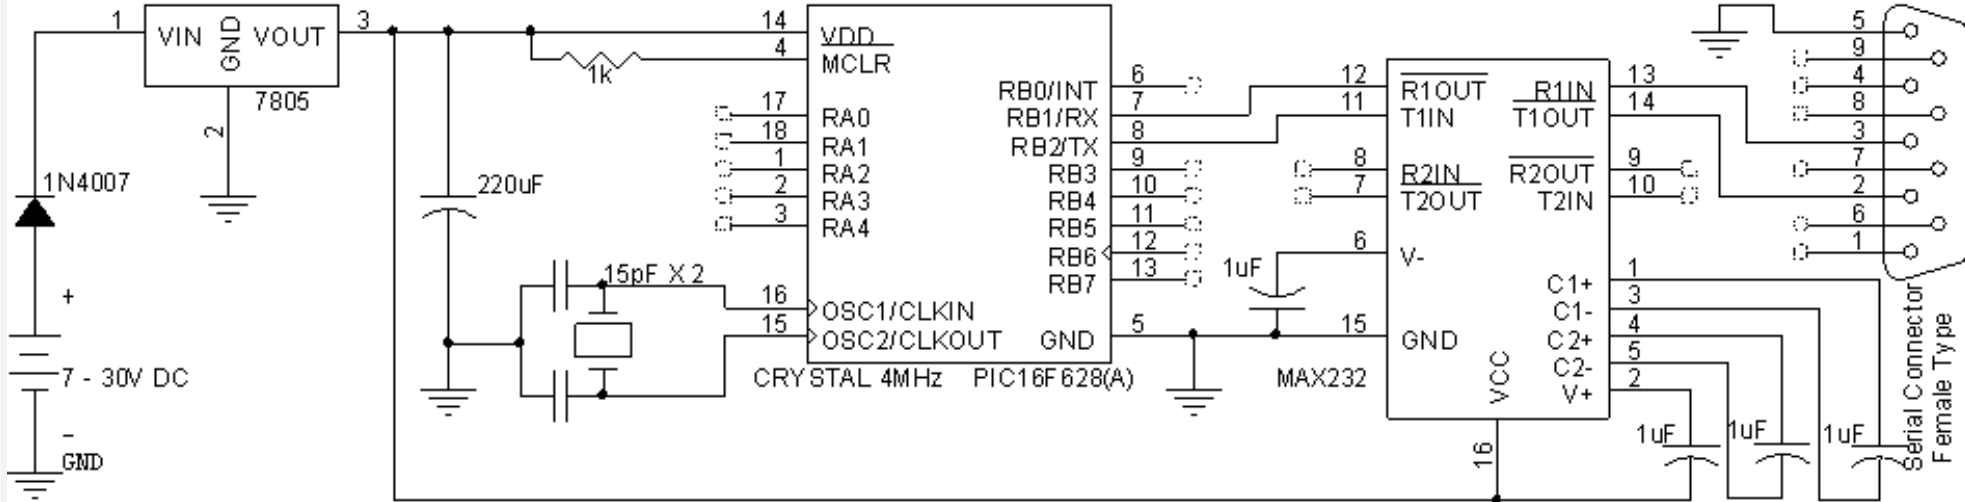 1
VIN
GND
VOUT
3
7805
2
1N4007
+
7 - 30V DC
-
GND
220uF
1k
15pF X 2
CRYSTAL 4MHz
14
VDD
4
MCLR
17
RA0
18
RA1
1
RA2
2
RA3
3
RA4
16
OSC1/CLKIN
15
OSC2/CLKOUT
RB0/INT
6
RB1/RX
7
RB2/TX
8
RB3
9
RB4
10
RB5
11
RB6
12
RB7
13
GND
5
PIC16F628(A)
1uF
12
R1OUT
11
T1IN
8
R2IN
7
T2OUT
6
V-
15
GND
MAX232
VCC
16
R1IN
13
T1OUT
14
R2OUT
9
T2IN
10
C1+
1
C1-
3
C2+
4
C2-
5
V+
2
1uF
1uF
1uF
5
9
4
8
3
7
2
6
1
Serial Connector
Female Type